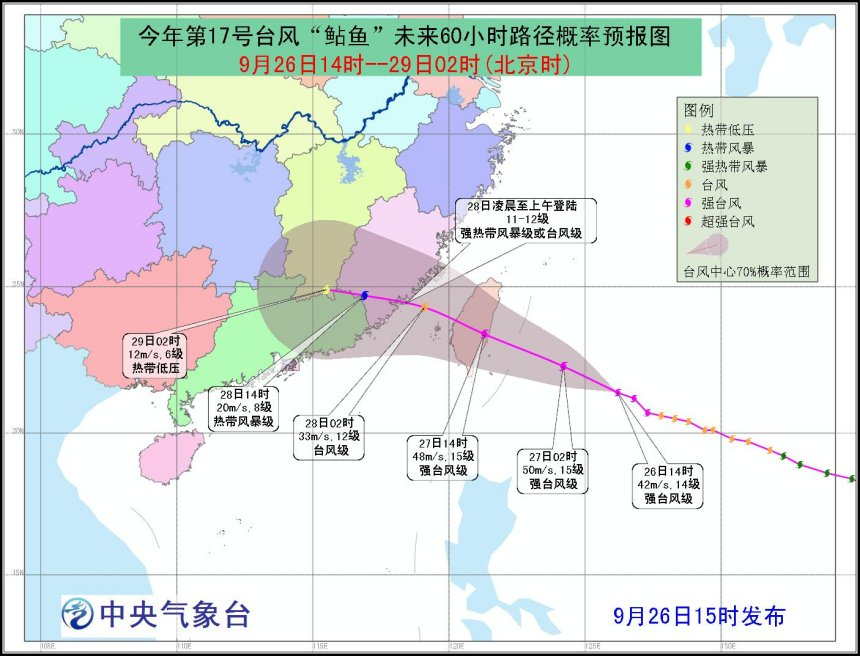 今年第17号台风“鲇鱼”未来60小时路径概率预报图
9月26日14时--29日02时(北京时)
图例
热带低压
热带风暴
强热带风暴
台风
强台风
超强台风
台风中心70%概率范围
30N
25N
20N
15N
28日凌晨至上午登陆
11-12级
强热带风暴级或台风级
29日02时
12m/s,6级
热带低压
28日14时
20m/s,8级
热带风暴级
28日02时
33m/s,12级
台风级
27日14时
48m/s,15级
强台风级
27日02时
50m/s,15级
强台风级
26日14时
42m/s,14级
强台风级
中央气象台
9月26日15时发布
105E
110E
115E
120E
125E
130E